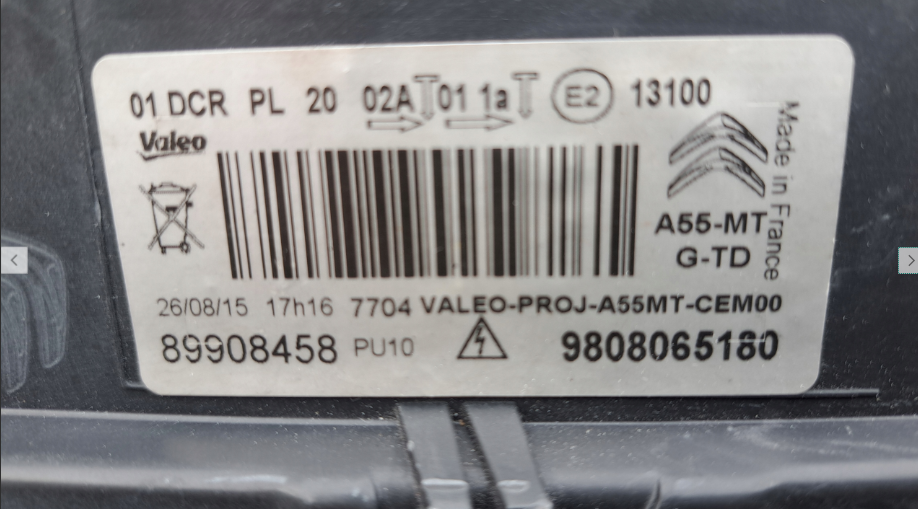 01 DCR PL 20 02A 01 1a E2 13100
Valeo
Made in France
A55-MT
G-TD
26/08/15 17h16 7704 VALEO-PROJ-A55MT-CEM00
89908458 PU10 9808065180